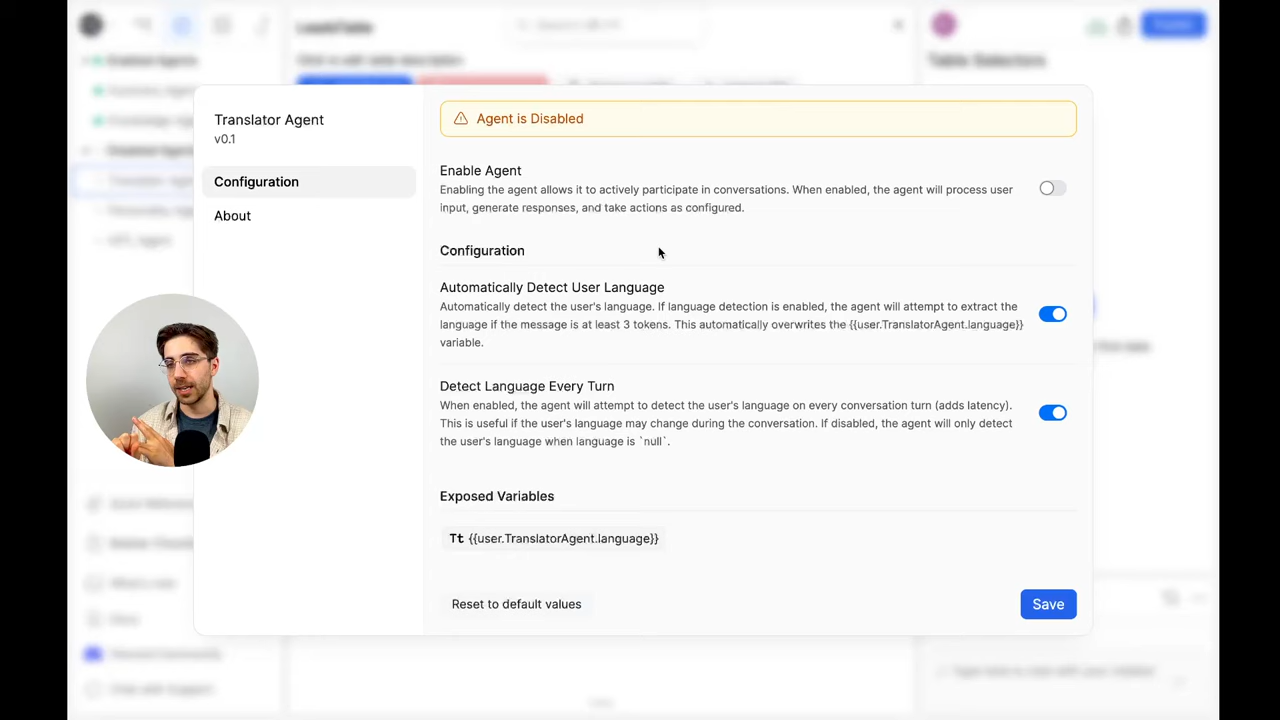 Translator Agent
v0.1
Configuration
About
Agent is Disabled
Enable Agent
Enabling the agent allows it to actively participate in conversations. When enabled, the agent will process user
input, generate responses, and take actions as configured.
Configuration
Automatically Detect User Language
Automatically detect the user's language. If language detection is enabled, the agent will attempt to extract the
language if the message is at least 3 tokens. This automatically overwrites the {{user.TranslatorAgent.language}}
variable.
Detect Language Every Turn
When enabled, the agent will attempt to detect the user's language on every conversation turn (adds latency).
This is useful if the user's language may change during the conversation. If disabled, the agent will only detect
the user's language when language is `null`.
Exposed Variables
Tt {{user.TranslatorAgent.language}}
Reset to default values
Save